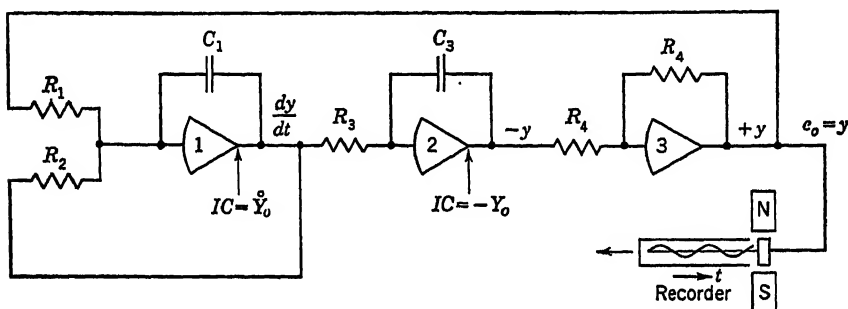 C₁
C₃
R₄
R₁
dy/dt
R₃
R₂
1
2
−y
R₄
3
+y
eₒ=y
IC=Y̊ₒ
IC=−Yₒ
N
t
Recorder
S